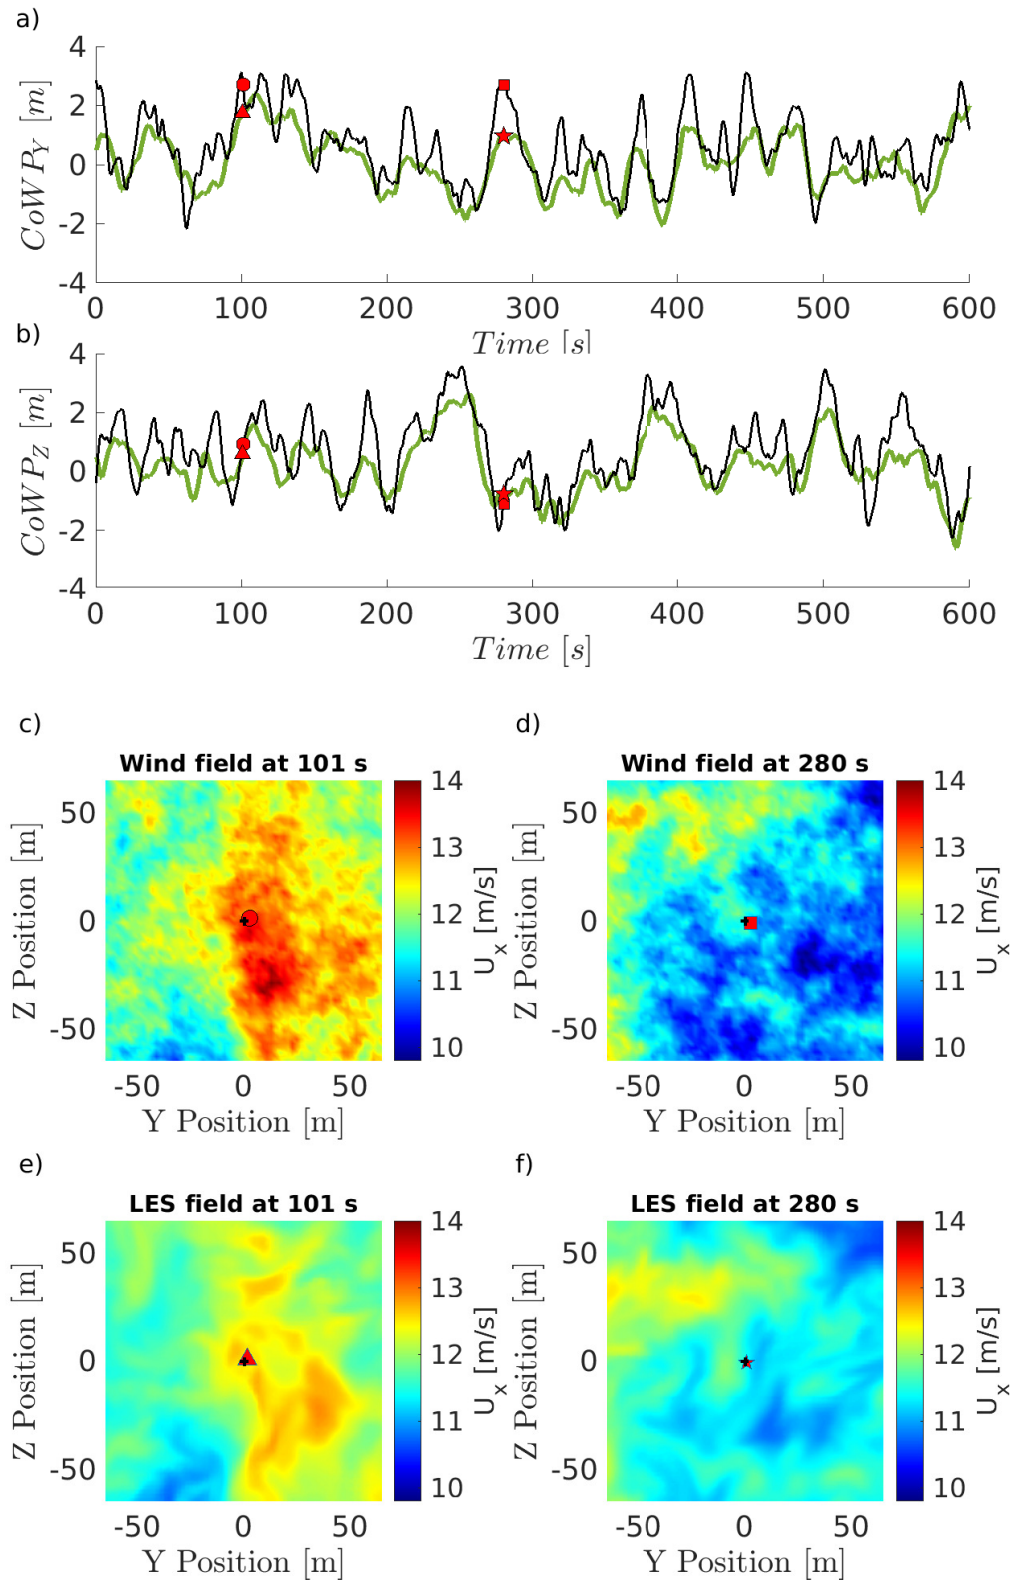 a)
4
2
0
-2
-4
CoWP_Y [m]
0 100 200 300 400 500 600
Time [s]
b)
4
2
0
-2
-4
CoWP_Z [m]
0 100 200 300 400 500 600
Time [s]
c)
Wind field at 101 s
50
0
-50
Z Position [m]
-50 0 50
Y Position [m]
14
13
12
11
10
U_x [m/s]
d)
Wind field at 280 s
50
0
-50
Z Position [m]
-50 0 50
Y Position [m]
14
13
12
11
10
U_x [m/s]
e)
LES field at 101 s
50
0
-50
Z Position [m]
-50 0 50
Y Position [m]
14
13
12
11
10
U_x [m/s]
f)
LES field at 280 s
50
0
-50
Z Position [m]
-50 0 50
Y Position [m]
14
13
12
11
10
U_x [m/s]